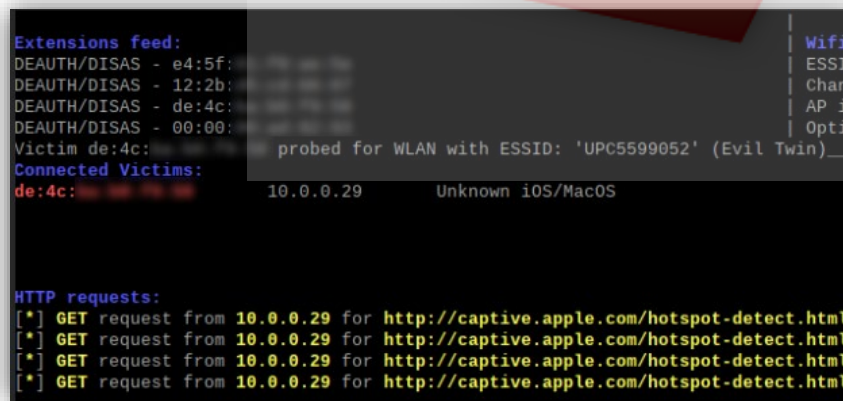 Extensions feed:
DEAUTH/DISAS - e4:5f:
DEAUTH/DISAS - 12:2b:
DEAUTH/DISAS - de:4c:
DEAUTH/DISAS - 00:00:
Victim de:4c: probed for WLAN with ESSID: 'UPC5599052' (Evil Twin)_
Connected Victims:
de:4c: 10.0.0.29 Unknown iOS/MacOS
HTTP requests:
[*] GET request from 10.0.0.29 for http://captive.apple.com/hotspot-detect.html
[*] GET request from 10.0.0.29 for http://captive.apple.com/hotspot-detect.html
[*] GET request from 10.0.0.29 for http://captive.apple.com/hotspot-detect.html
[*] GET request from 10.0.0.29 for http://captive.apple.com/hotspot-detect.html
| Wifi
| ESSI
| Chan
| AP i
| Opti